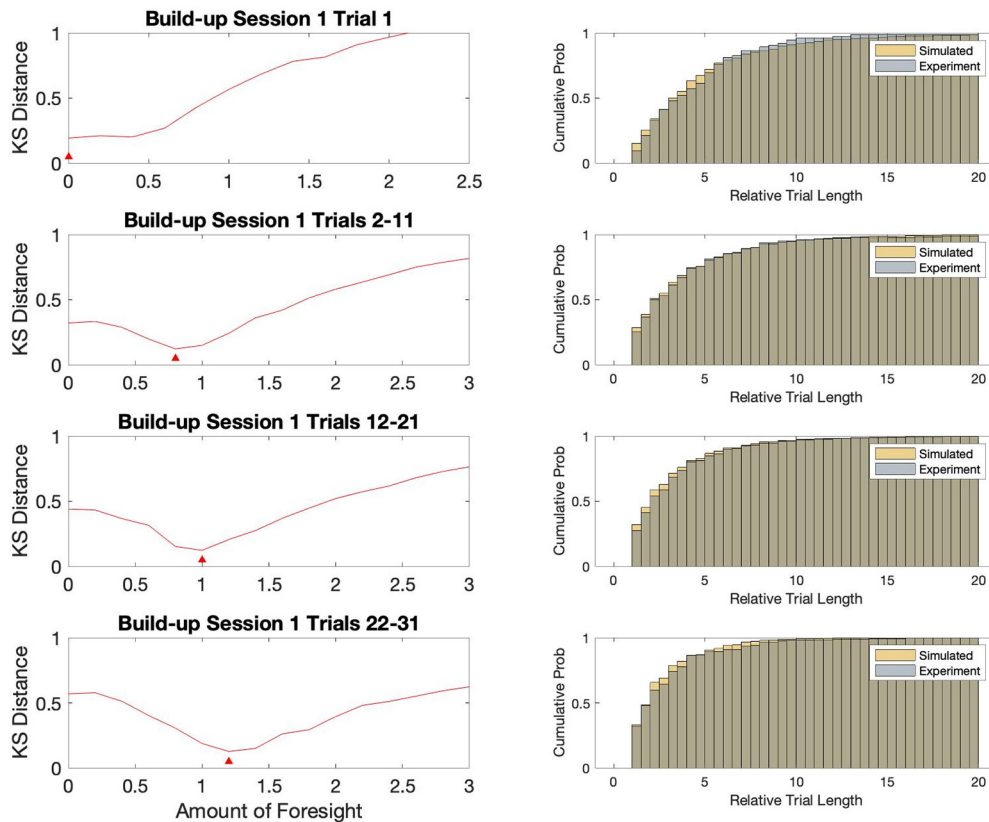 Build-up Session 1 Trial 1
KS Distance
1
0.5
0
0 0.5 1 1.5 2 2.5
Cumulative Prob
1
0.5
0
Simulated
Experiment
0 5 10 15 20
Relative Trial Length
Build-up Session 1 Trials 2-11
KS Distance
1
0.5
0
0 0.5 1 1.5 2 2.5 3
Cumulative Prob
1
0.5
0
Simulated
Experiment
0 5 10 15 20
Relative Trial Length
Build-up Session 1 Trials 12-21
KS Distance
1
0.5
0
0 0.5 1 1.5 2 2.5 3
Cumulative Prob
1
0.5
0
Simulated
Experiment
0 5 10 15 20
Relative Trial Length
Build-up Session 1 Trials 22-31
KS Distance
1
0.5
0
0 0.5 1 1.5 2 2.5 3
Amount of Foresight
Cumulative Prob
1
0.5
0
Simulated
Experiment
0 5 10 15 20
Relative Trial Length